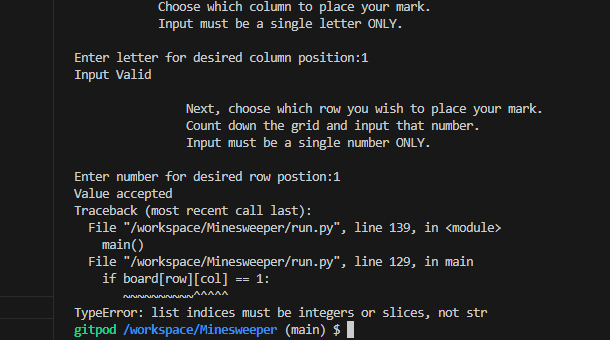 Choose which column to place your mark.
Input must be a single letter ONLY.
Enter letter for desired column position:1
Input Valid
Next, choose which row you wish to place your mark.
Count down the grid and input that number.
Input must be a single number ONLY.
Enter number for desired row postion:1
Value accepted
Traceback (most recent call last):
File "/workspace/Minesweeper/run.py", line 139, in <module>
main()
File "/workspace/Minesweeper/run.py", line 129, in main
if board[row][col] == 1:
~~~~~~~~~~^^^^^
TypeError: list indices must be integers or slices, not str
gitpod /workspace/Minesweeper (main) $